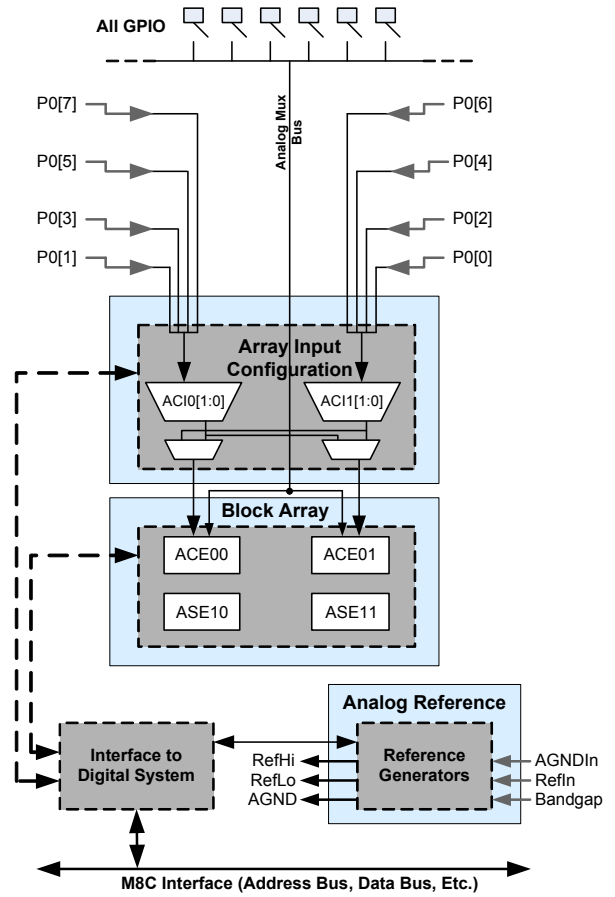 All GPIO
Analog Mux
Bus
P0[7]
P0[6]
P0[5]
P0[4]
P0[3]
P0[2]
P0[1]
P0[0]
Array Input
Configuration
ACI0[1:0]
ACI1[1:0]
Block Array
ACE00
ACE01
ASE10
ASE11
Analog Reference
Interface to
Digital System
RefHi
RefLo
AGND
Reference
Generators
AGNDIn
RefIn
Bandgap
M8C Interface (Address Bus, Data Bus, Etc.)